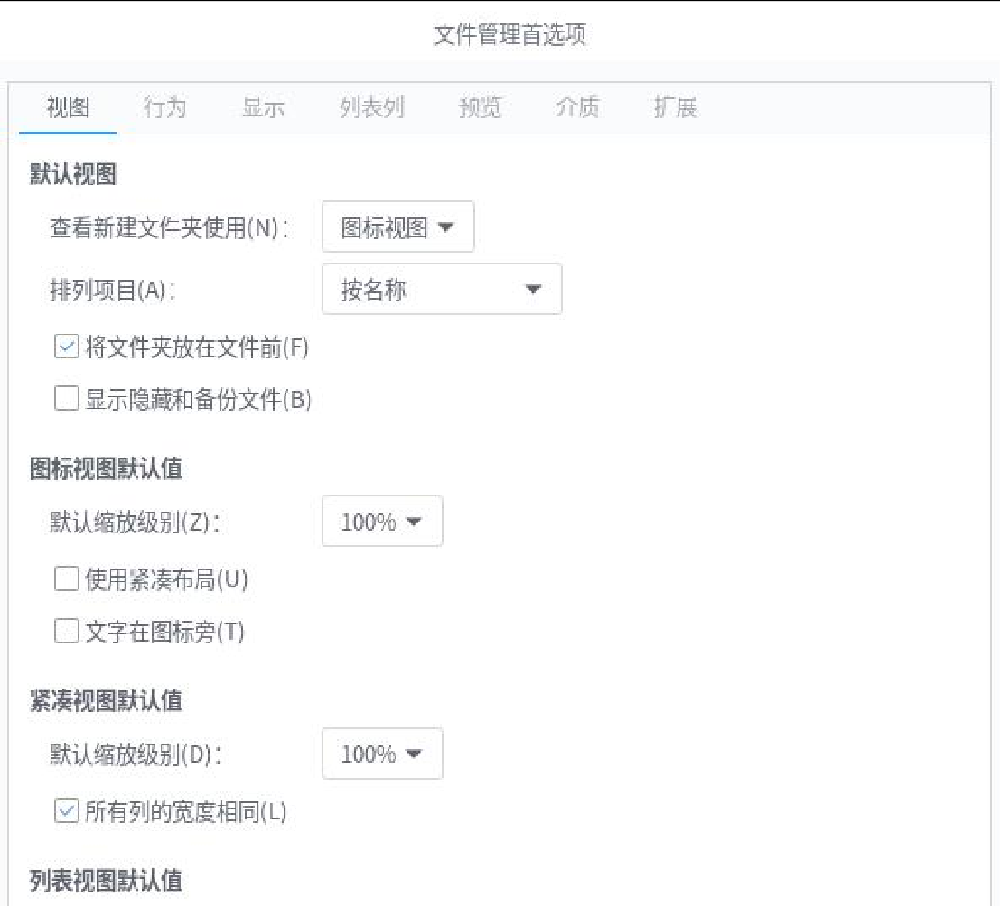 文件管理首选项
视图 行为 显示 列表列 预览 介质 扩展
默认视图
查看新建文件夹使用(N): 图标视图
排列项目(A): 按名称
将文件夹放在文件前(F)
显示隐藏和备份文件(B)
图标视图默认值
默认缩放级别(Z): 100%
使用紧凑布局(U)
文字在图标旁(T)
紧凑视图默认值
默认缩放级别(D): 100%
所有列的宽度相同(L)
列表视图默认值